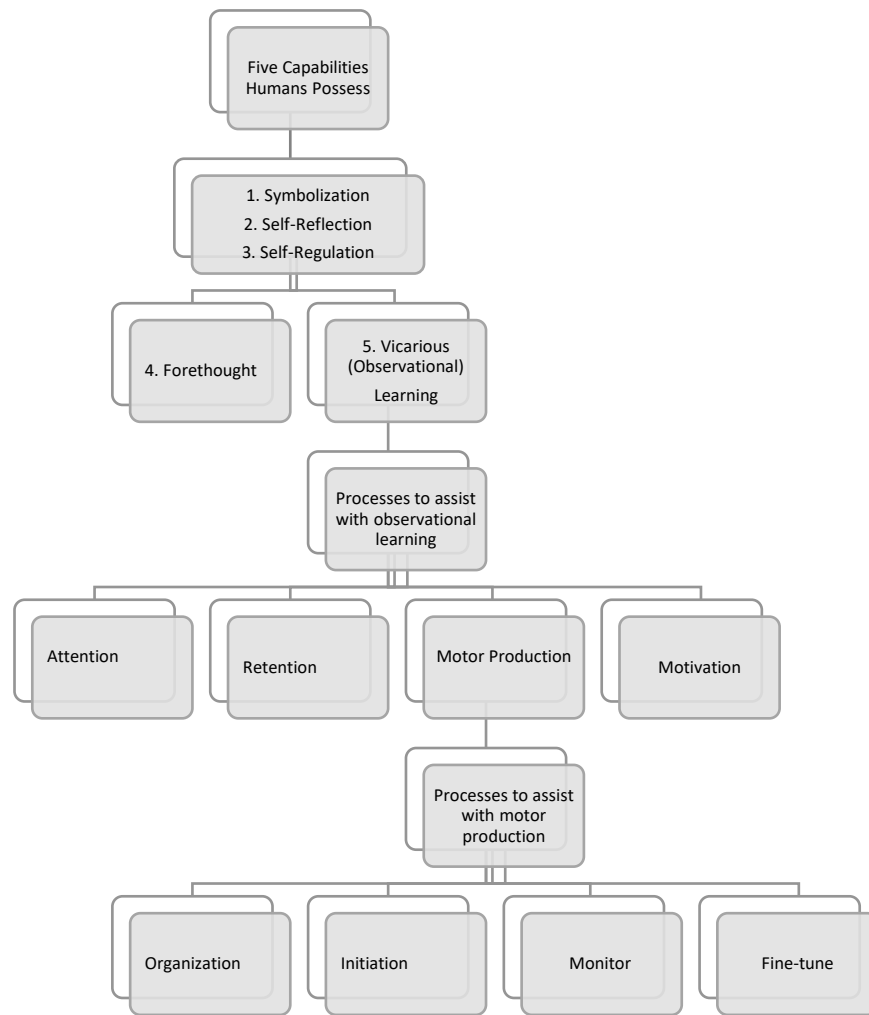 Five Capabilities
Humans Possess
1. Symbolization
2. Self-Reflection
3. Self-Regulation
4. Forethought
5. Vicarious
(Observational)
Learning
Processes to assist
with observational
learning
Attention
Retention
Motor Production
Motivation
Processes to assist
with motor
production
Organization
Initiation
Monitor
Fine-tune